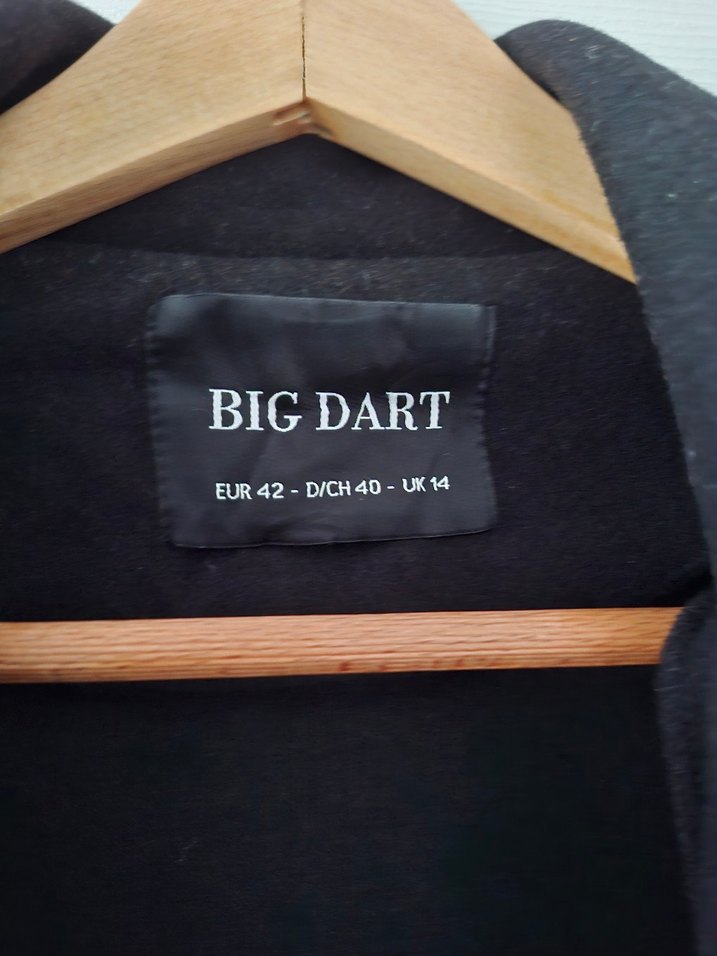 BIG DART
EUR 42 - D/CH 40 - UK 14